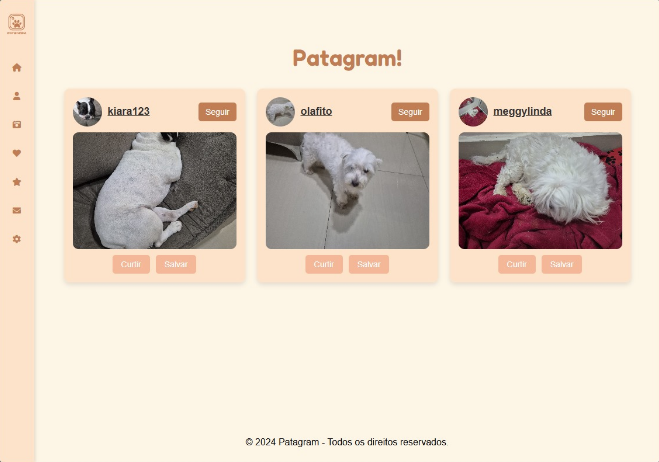 Patagram!
kiara123
Seguir
olafito
Seguir
meggylinda
Seguir
Curtir
Salvar
Curtir
Salvar
Curtir
Salvar
© 2024 Patagram - Todos os direitos reservados